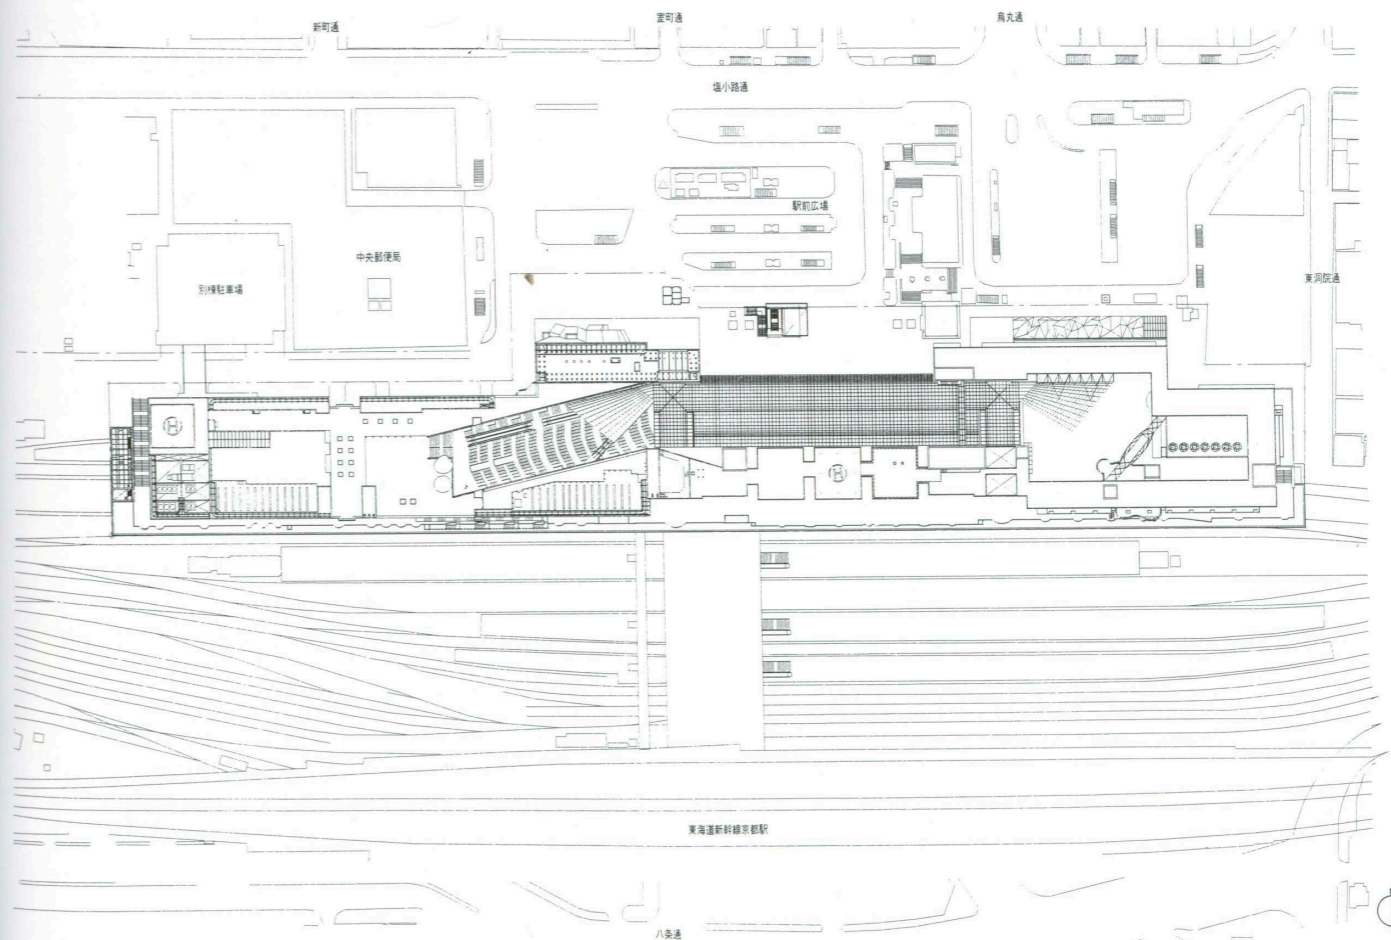 新町通
室町通
烏丸通
塩小路通
駅前広場
中央郵便局
別棟駐車場
東洞院通
H
H
東海道新幹線京都駅
八条通